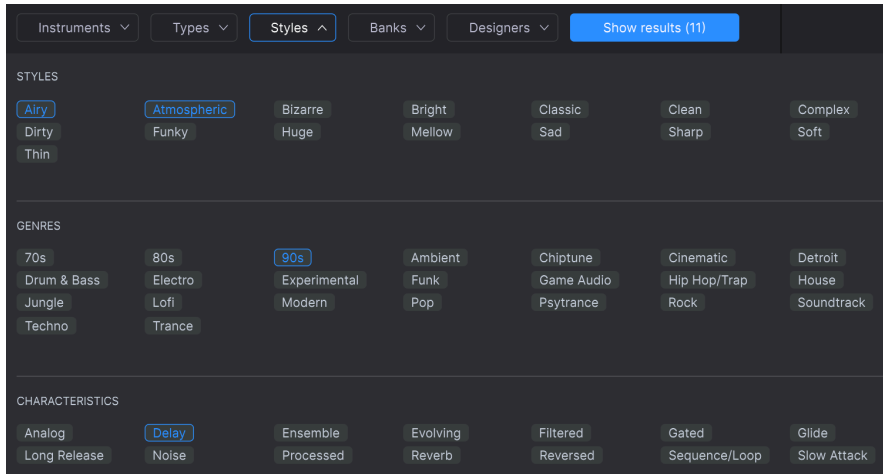 Instruments Types Styles Banks Designers Show results (11)
STYLES
Airy Atmospheric Bizarre Bright Classic Clean Complex
Dirty Funky Huge Mellow Sad Sharp Soft
Thin
GENRES
70s 80s 90s Ambient Chiptune Cinematic Detroit
Drum & Bass Electro Experimental Funk Game Audio Hip Hop/Trap House
Jungle Lofi Modern Pop Psytrance Rock Soundtrack
Techno Trance
CHARACTERISTICS
Analog Delay Ensemble Evolving Filtered Gated Glide
Long Release Noise Processed Reverb Reversed Sequence/Loop Slow Attack